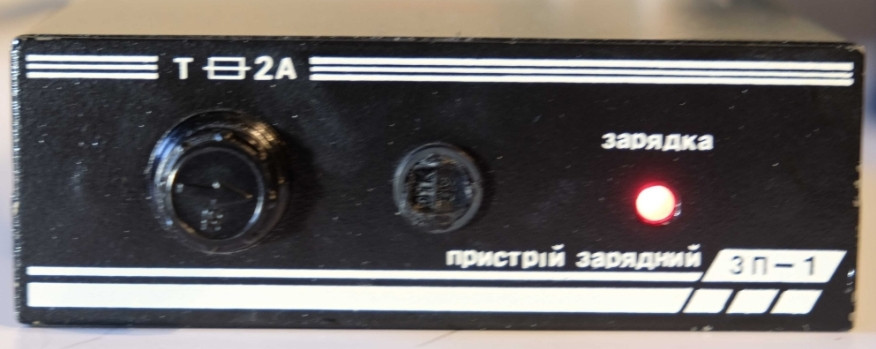 Т 2А
зарядка
пристрій зарядний ЗП-1